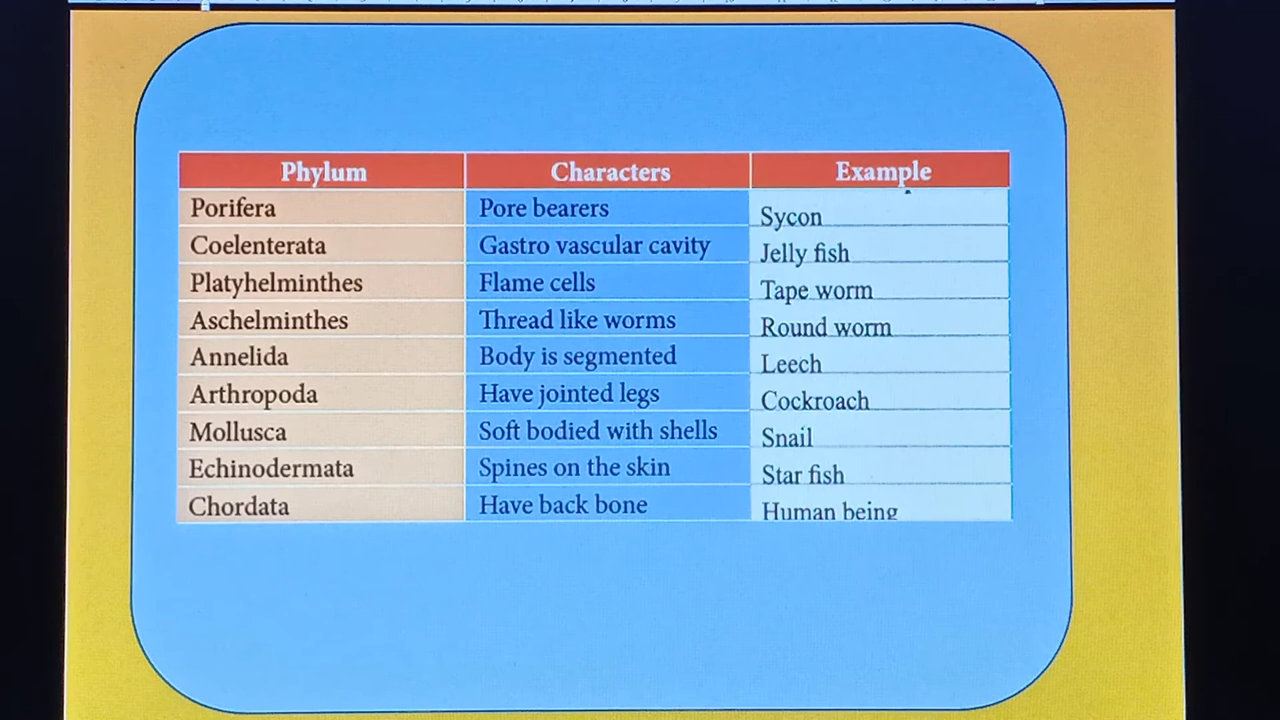 Phylum Characters Example
Porifera Pore bearers Sycon
Coelenterata Gastro vascular cavity Jelly fish
Platyhelminthes Flame cells Tape worm
Aschelminthes Thread like worms Round worm
Annelida Body is segmented Leech
Arthropoda Have jointed legs Cockroach
Mollusca Soft bodied with shells Snail
Echinodermata Spines on the skin Star fish
Chordata Have back bone Human being